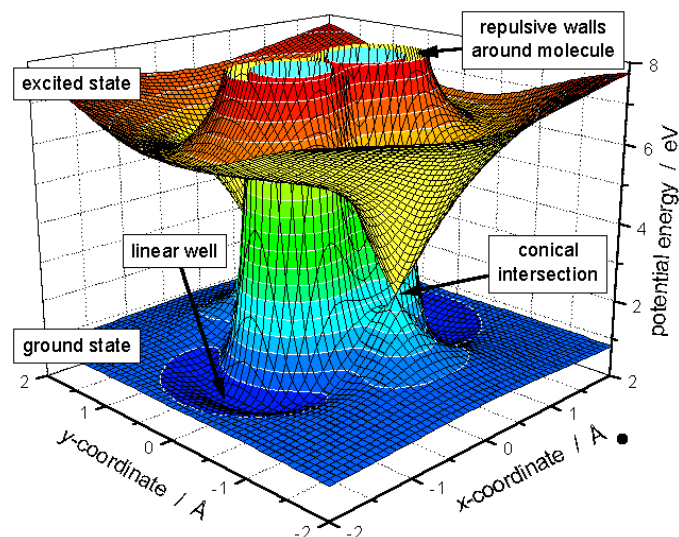 repulsive walls
around molecule
excited state
8
6
4
2
potential energy / eV
linear well
conical
intersection
ground state
2
1
0
-1
-2
y-coordinate / Å
2
1
0
-1
-2
x-coordinate / Å